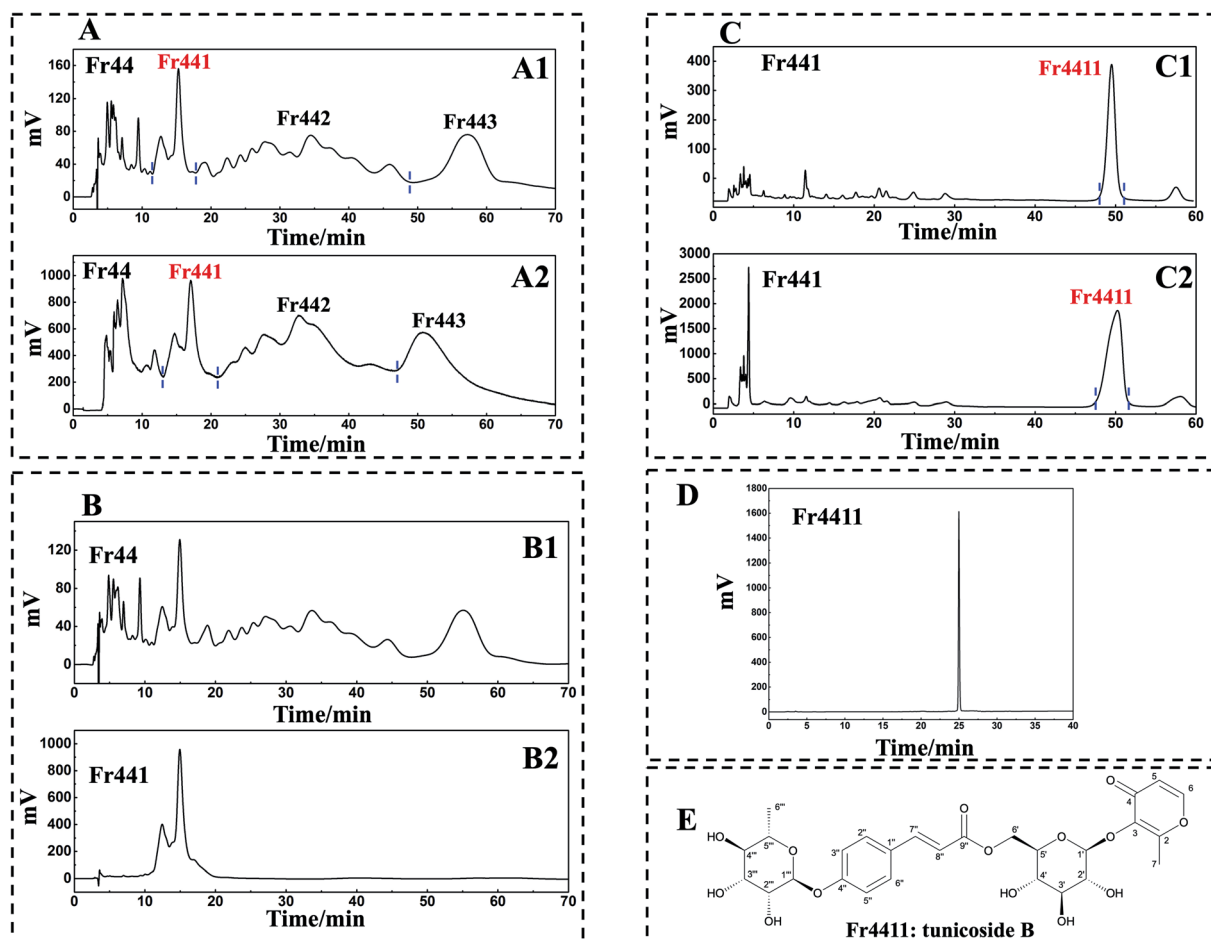 A
Fr44
Fr441
Fr442
Fr443
A1
160
120
80
40
0
mV
0 10 20 30 40 50 60 70
Time/min
Fr44
Fr441
Fr442
Fr443
A2
1000
800
600
400
200
0
mV
0 10 20 30 40 50 60 70
Time/min
B
Fr44
B1
120
80
40
0
mV
0 10 20 30 40 50 60 70
Time/min
Fr441
B2
1000
800
600
400
200
0
mV
0 10 20 30 40 50 60 70
Time/min
C
Fr441
Fr4411
C1
400
300
200
100
0
mV
0 10 20 30 40 50 60
Time/min
Fr441
Fr4411
C2
3000
2500
2000
1500
1000
500
0
mV
0 10 20 30 40 50 60
Time/min
D
Fr4411
1800
1600
1400
1200
1000
800
600
400
200
0
mV
0 5 10 15 20 25 30 35 40
Time/min
E
6'''
HO
4'''
5'''
O
HO
3'''
2'''
1'''
OH
O
2''
3''
1''
4''
5''
6''
7''
8''
O
9''
O
6'
O
5'
4'
3'
2'
1'
HO
OH
OH
O
O
4
5
6
3
2
O
7
Fr4411: tunicoside B